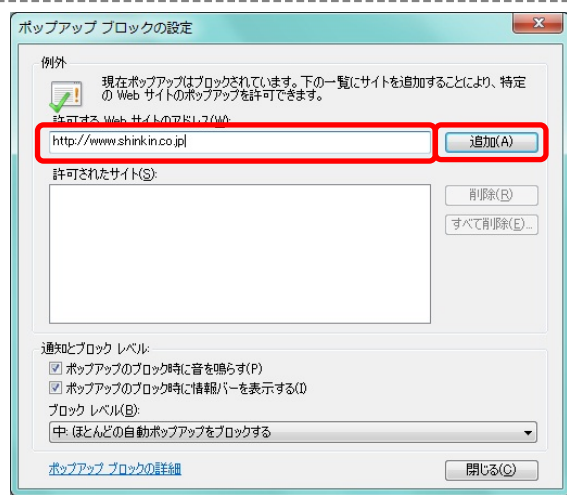 ポップアップ ブロックの設定
例外
現在ポップアップはブロックされています。下の一覧にサイトを追加することにより、特定
の Web サイトのポップアップを許可できます。
許可する Web サイトのアドレス(W):
http://www.shinkin.co.jp
追加(A)
許可されたサイト(S):
削除(R)
すべて削除(E)...
通知とブロック レベル:
ポップアップのブロック時に音を鳴らす(P)
ポップアップのブロック時に情報バーを表示する(I)
ブロック レベル(B):
中: ほとんどの自動ポップアップをブロックする
ポップアップ ブロックの詳細
閉じる(C)